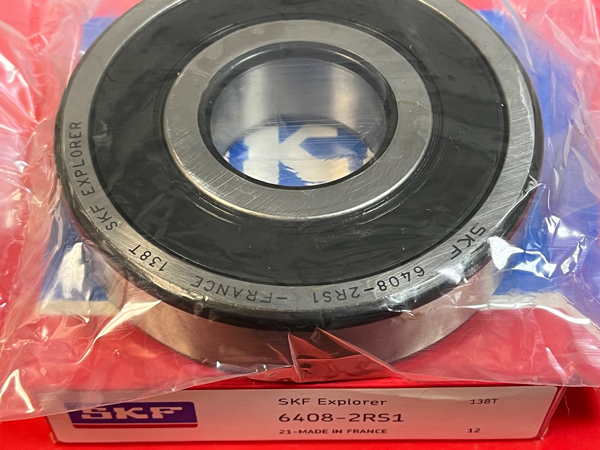 SKF EXPLORER
138T
-FRANCE
SKF 6408-2RS1
SKF
SKF Explorer
138T
6408-2RS1
21-MADE IN FRANCE
12